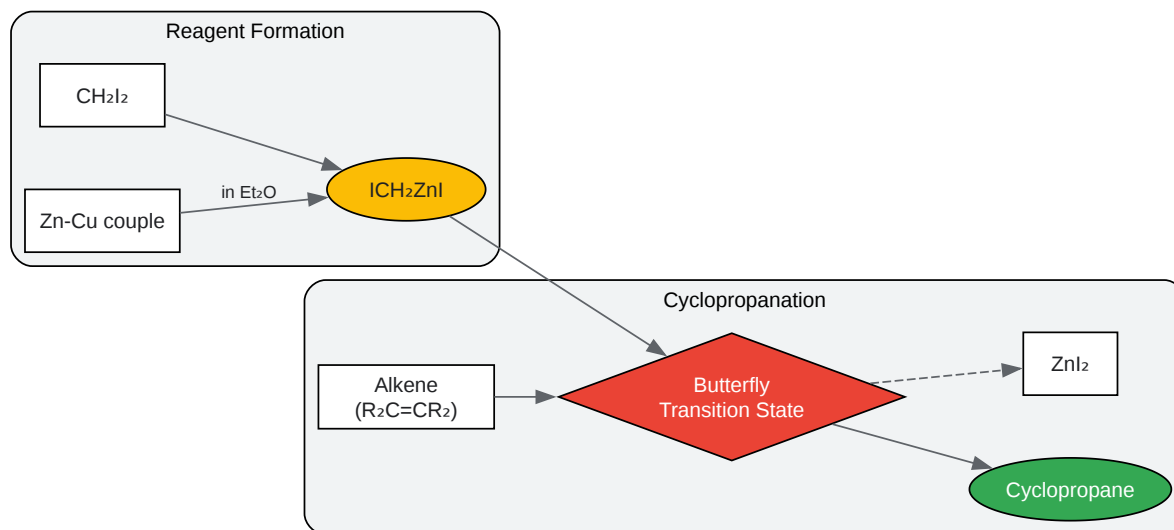 Reagent Formation
CH₂I₂
Zn-Cu couple
in Et₂O
ICH₂ZnI
Cyclopropanation
Alkene
(R₂C=CR₂)
Butterfly
Transition State
ZnI₂
Cyclopropane